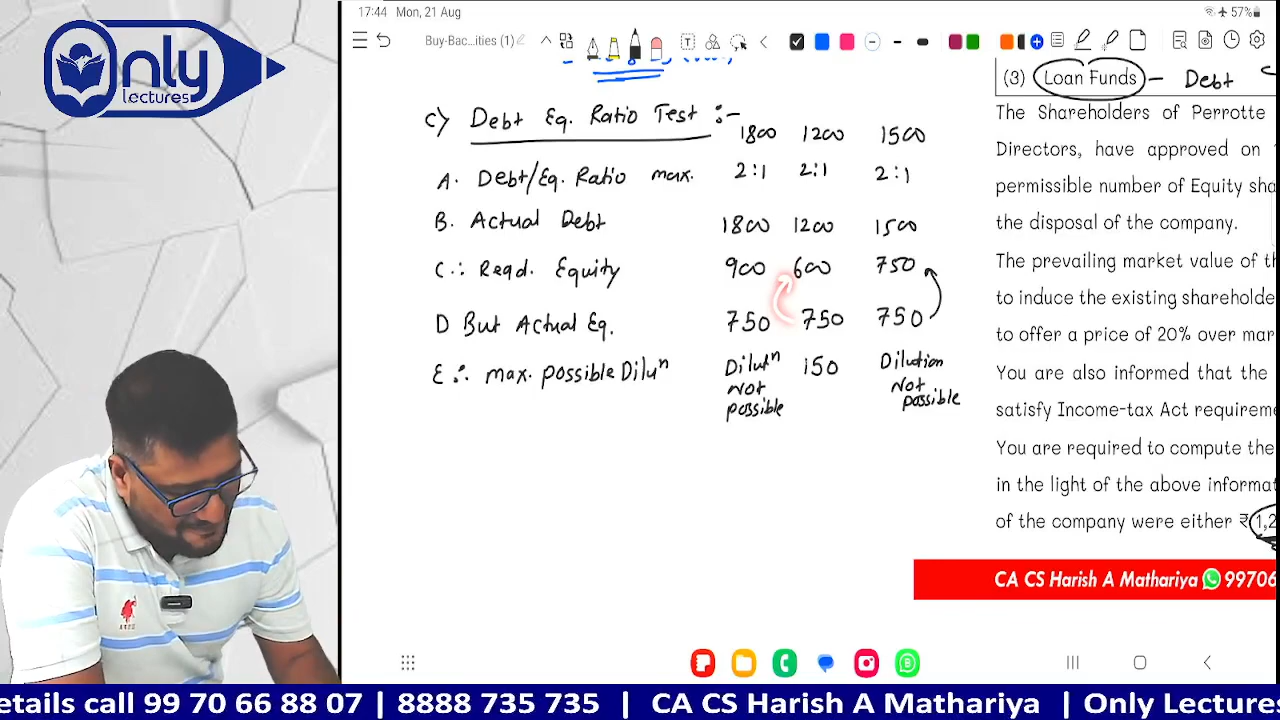 17:44 Mon, 21 Aug
57%
Only
lectures
Buy-Bac...ities (1)
C) Debt Eq. Ratio Test :-
1800 1200 1500
A. Debt/Eq. Ratio max. 2:1 2:1 2:1
B. Actual Debt 1800 1200 1500
C.∴ Reqd. Equity 900 600 750
D But Actual Eq. 750 750 750
E ∴ max. possible Dilun Dilutn Not possible 150 Dilution Not possible
(3) Loan Funds – Debt
The Shareholders of Perrotte
Directors, have approved on
permissible number of Equity sha
the disposal of the company.
The prevailing market value of th
to induce the existing shareholde
to offer a price of 20% over mar
You are also informed that the
satisfy Income-tax Act requireme
You are required to compute the
in the light of the above informat
of the company were either ₹ 1,2
CA CS Harish A Mathariya 99706
etails call 99 70 66 88 07 | 8888 735 735 | CA CS Harish A Mathariya | Only Lectures